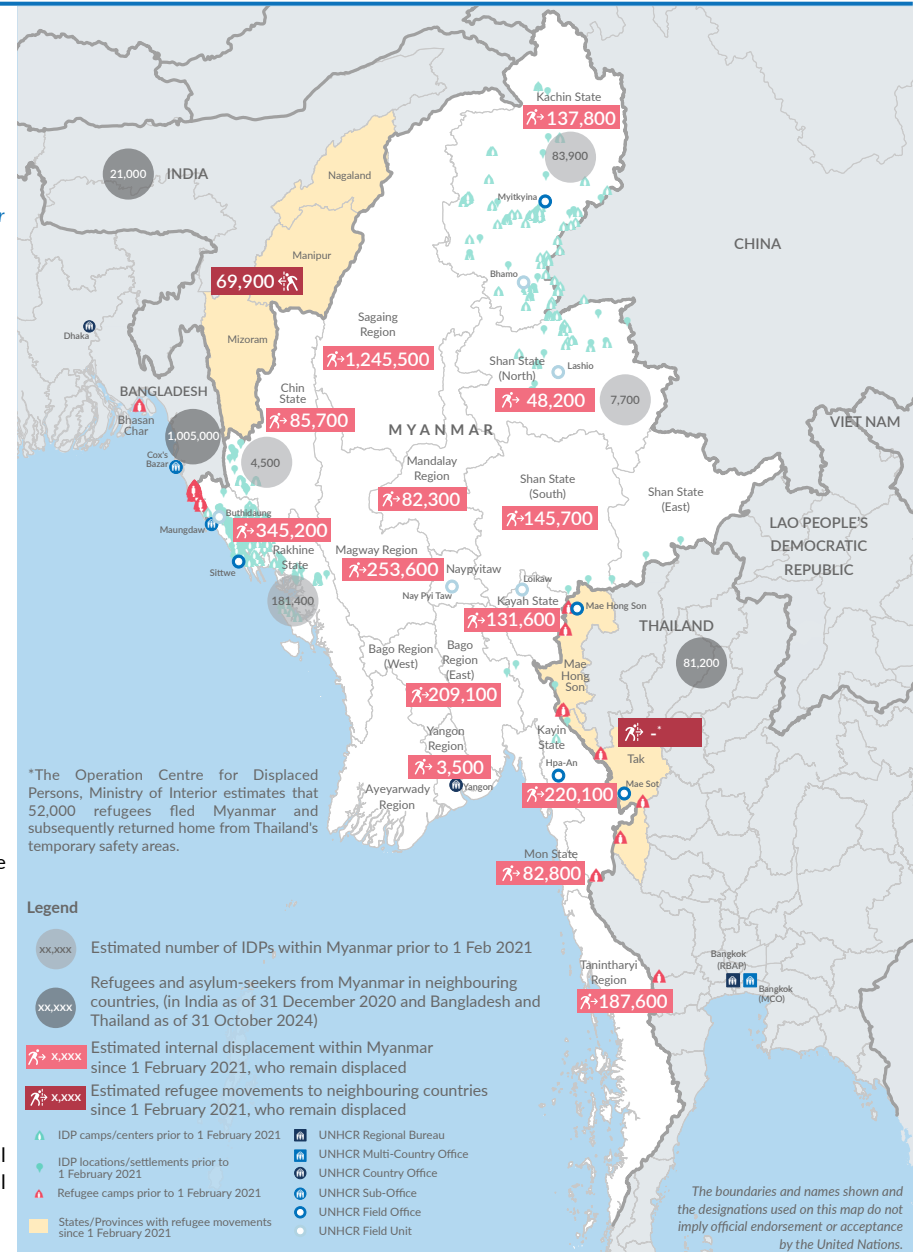 Kachin State
137,800
83,900
21,000
INDIA
Nagaland
Myitkyina
Manipur
CHINA
69,900
Bhamo
Dhaka
Sagaing
Region
Mizoram
1,245,500
Shan State
(North)
Lashio
BANGLADESH
Chin
State
48,200
7,700
Bhasan
Char
85,700
MYANMAR
VIET NAM
1,005,000
Cox's
Bazar
4,500
Mandalay
Region
Shan State
(South)
Shan State
(East)
82,300
Buthidaung
145,700
Maungdaw
345,200
LAO PEOPLE'S
DEMOCRATIC
REPUBLIC
Rakhine
State
Magway Region
253,600
Naypyitaw
Sittwe
Loikaw
Nay Pyi Taw
181,400
Kayah State
Mae Hong Son
131,600
THAILAND
Bago Region
(West)
Bago
Region
(East)
Mae
Hong
Son
81,200
209,100
Yangon
Region
Kayin
State
-*
3,500
Hpa-An
Tak
Yangon
Mae Sot
Ayeyarwady
Region
220,100
*The Operation Centre for Displaced
Persons, Ministry of Interior estimates that
52,000 refugees fled Myanmar and
subsequently returned home from Thailand's
temporary safety areas.
Mon State
82,800
Tanintharyi
Region
187,600
Bangkok
(RBAP)
Bangkok
(MCO)
Legend
xx,xxx Estimated number of IDPs within Myanmar prior to 1 Feb 2021
xx,xxx Refugees and asylum-seekers from Myanmar in neighbouring
countries, (in India as of 31 December 2020 and Bangladesh and
Thailand as of 31 October 2024)
x,xxx Estimated internal displacement within Myanmar
since 1 February 2021, who remain displaced
x,xxx Estimated refugee movements to neighbouring countries
since 1 February 2021, who remain displaced
IDP camps/centers prior to 1 February 2021
IDP locations/settlements prior to
1 February 2021
Refugee camps prior to 1 February 2021
States/Provinces with refugee movements
since 1 February 2021
UNHCR Regional Bureau
UNHCR Multi-Country Office
UNHCR Country Office
UNHCR Sub-Office
UNHCR Field Office
UNHCR Field Unit
The boundaries and names shown and
the designations used on this map do not
imply official endorsement or acceptance
by the United Nations.